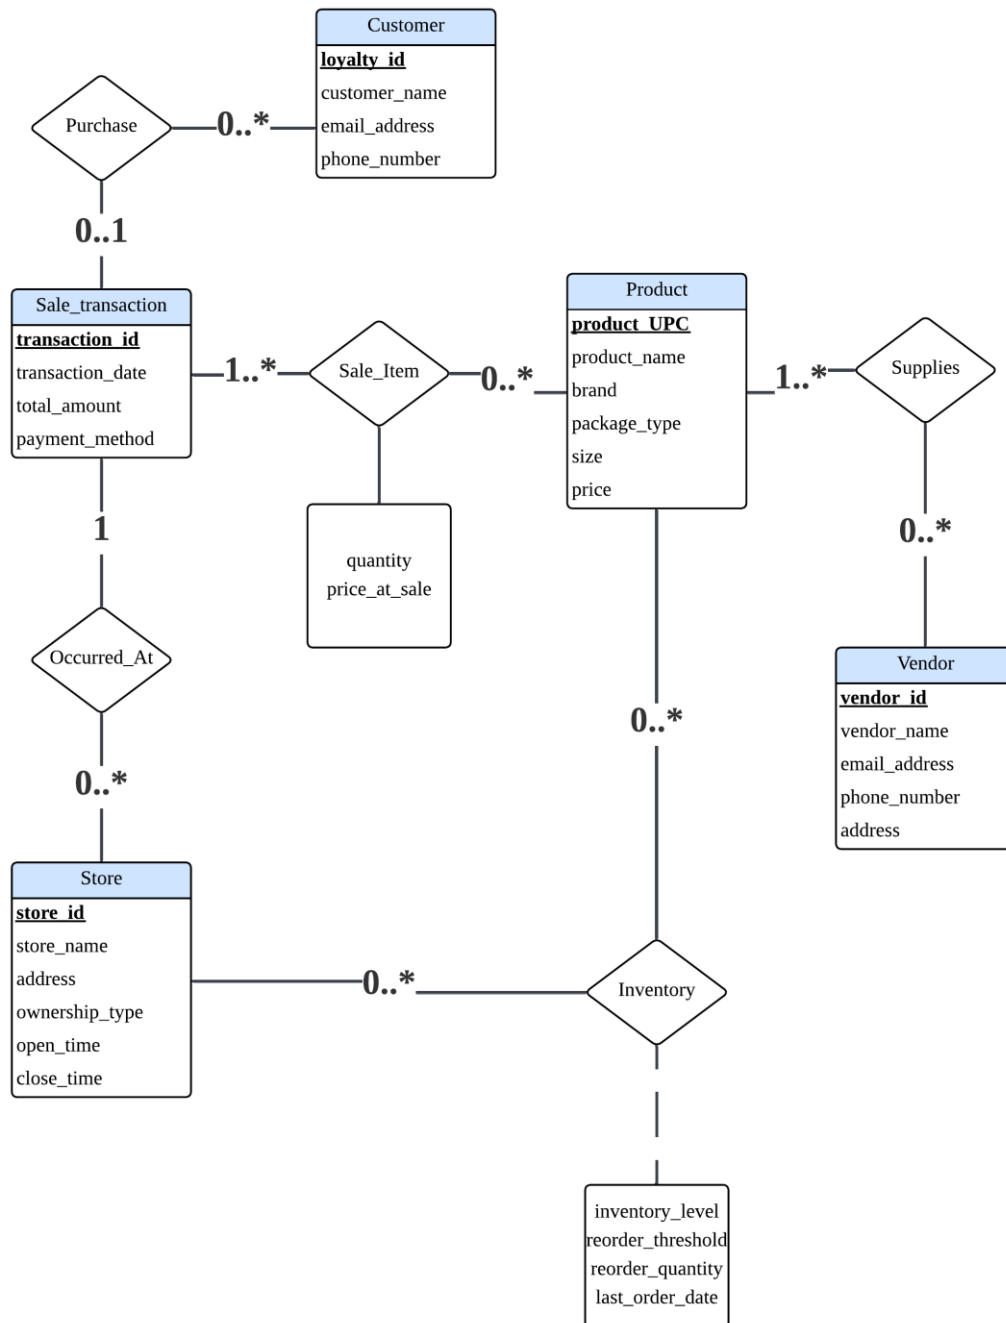 Customer
loyalty_id
customer_name
email_address
phone_number
Purchase
0..*
0..1
Sale_transaction
transaction_id
transaction_date
total_amount
payment_method
1..*
Sale_Item
0..*
quantity
price_at_sale
Product
product_UPC
product_name
brand
package_type
size
price
1..*
Supplies
0..*
Vendor
vendor_id
vendor_name
email_address
phone_number
address
1
Occurred_At
0..*
Store
store_id
store_name
address
ownership_type
open_time
close_time
0..*
0..*
Inventory
inventory_level
reorder_threshold
reorder_quantity
last_order_date